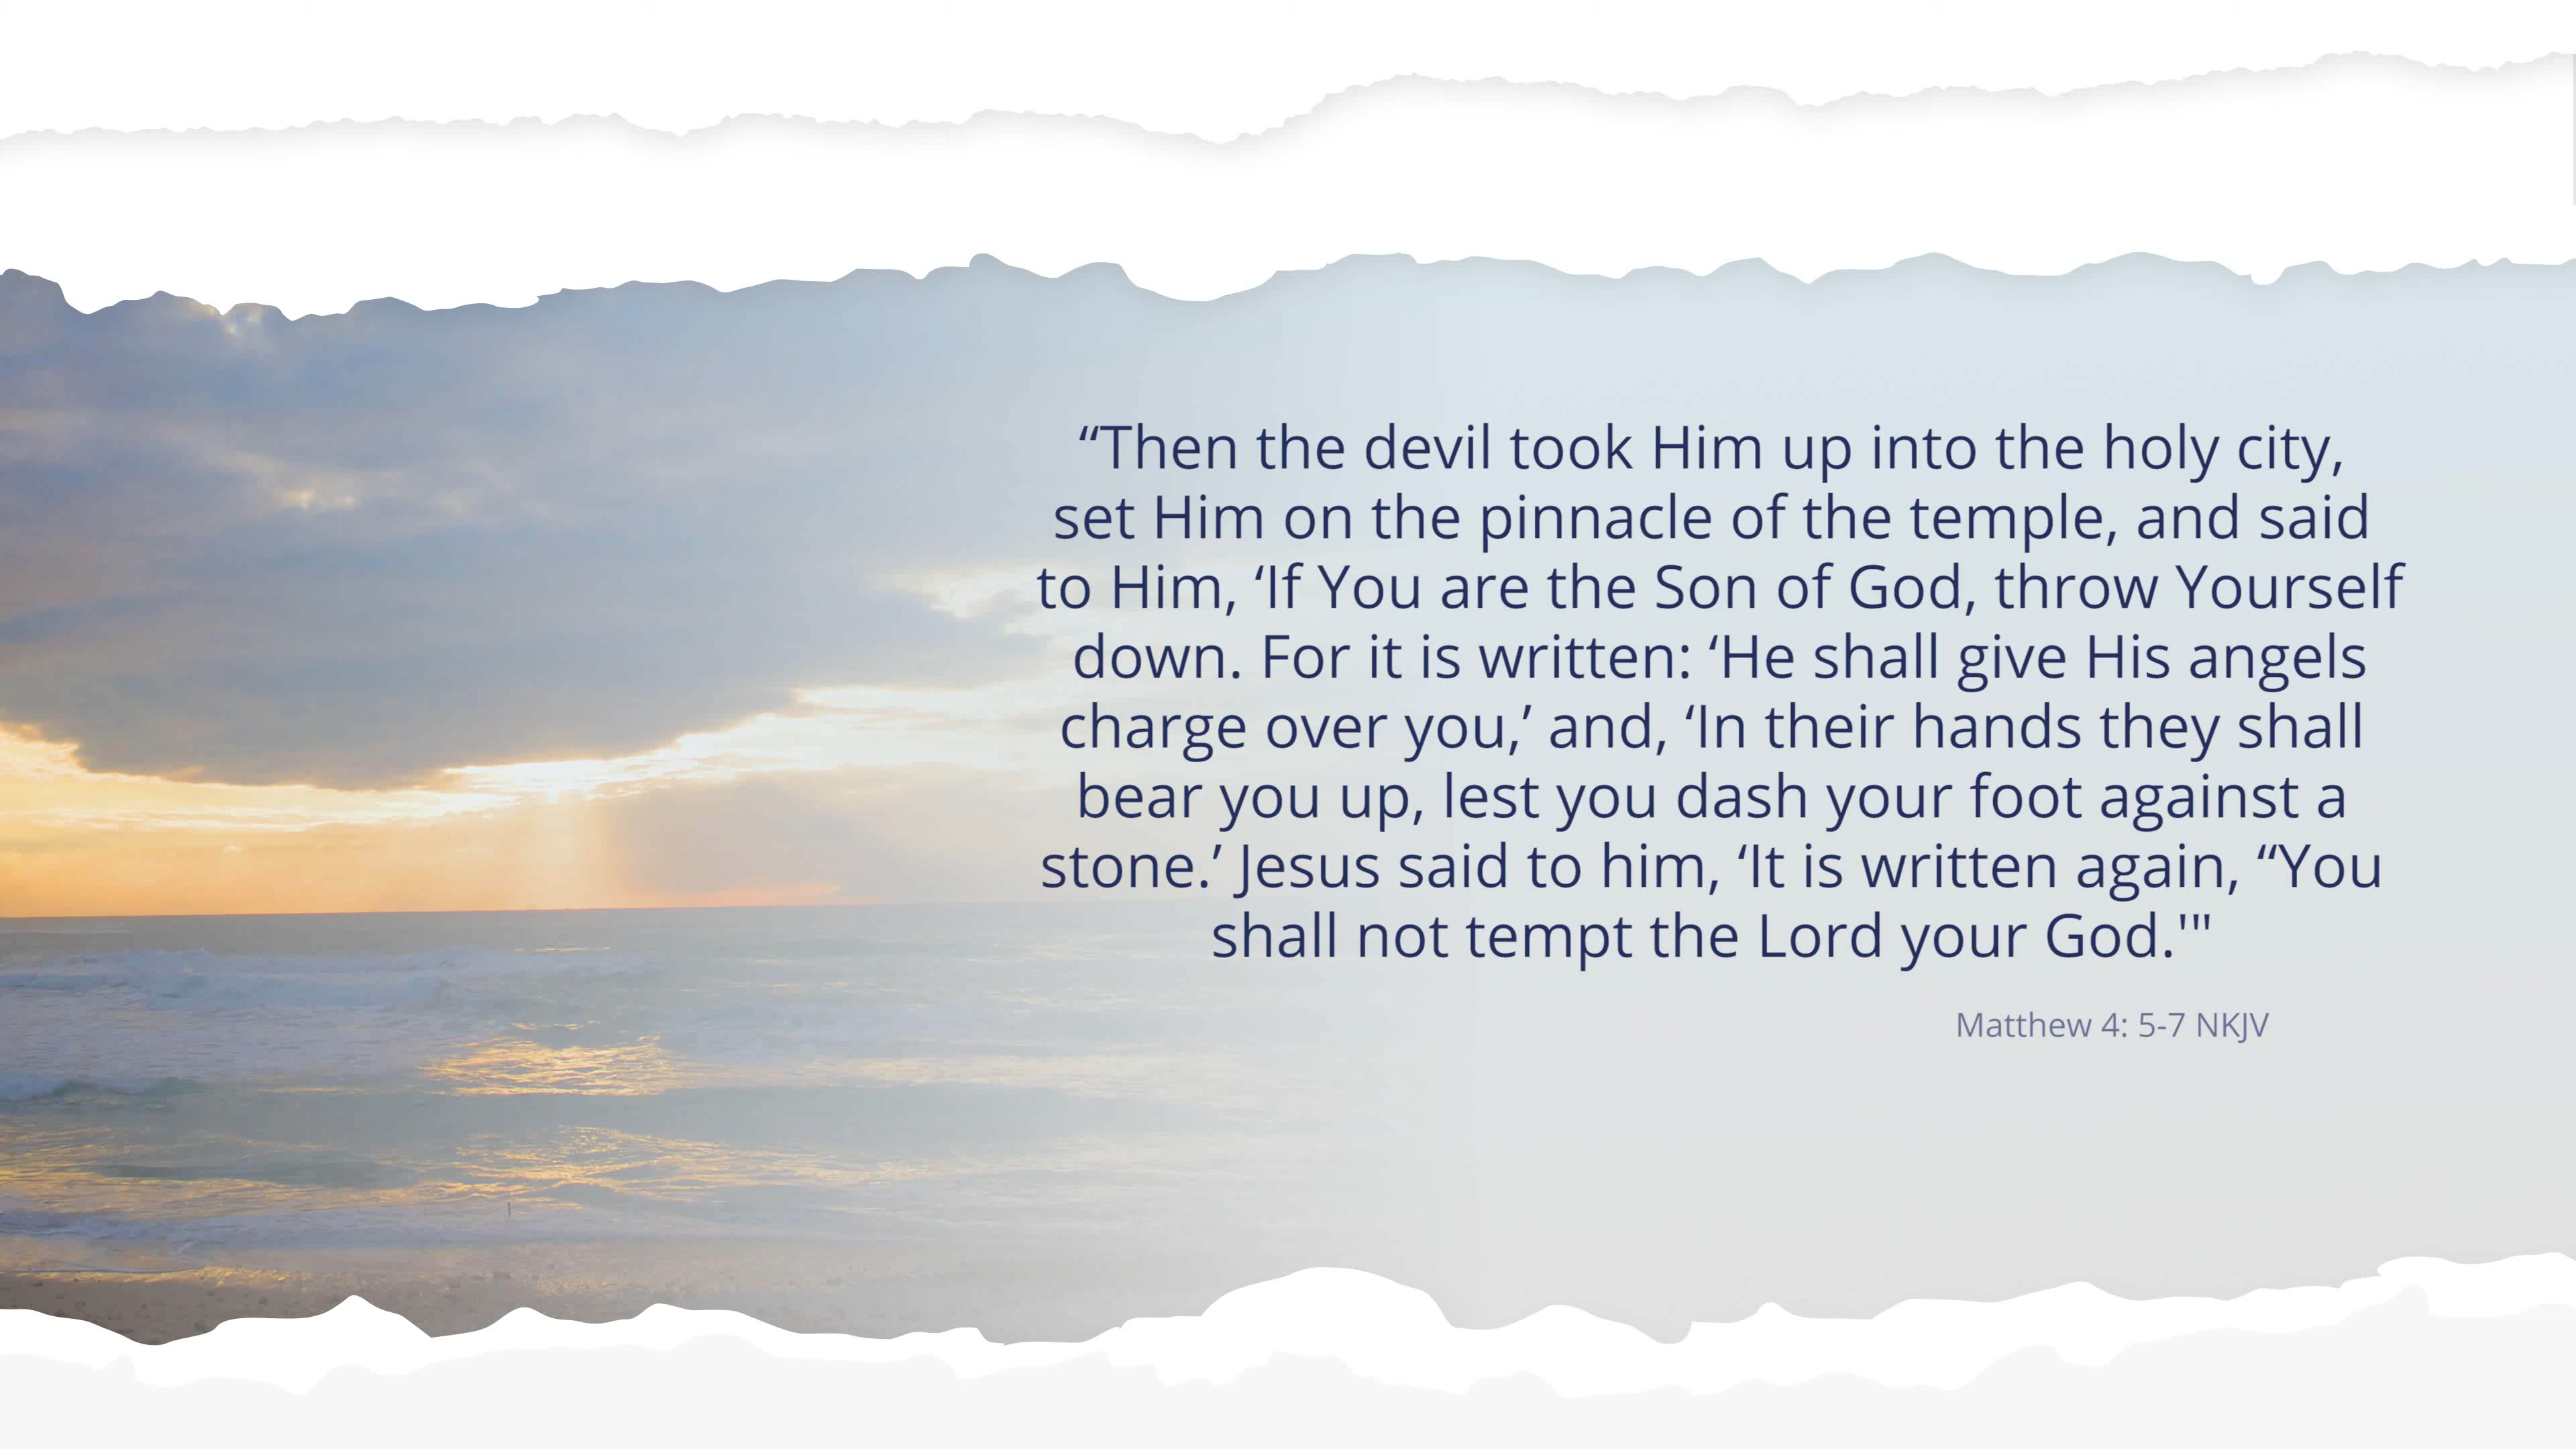 “Then the devil took Him up into the holy city,
set Him on the pinnacle of the temple, and said
to Him, ‘If You are the Son of God, throw Yourself
down. For it is written: ‘He shall give His angels
charge over you,’ and, ‘In their hands they shall
bear you up, lest you dash your foot against a
stone.’ Jesus said to him, ‘It is written again, “You
shall not tempt the Lord your God.'"
Matthew 4: 5-7 NKJV